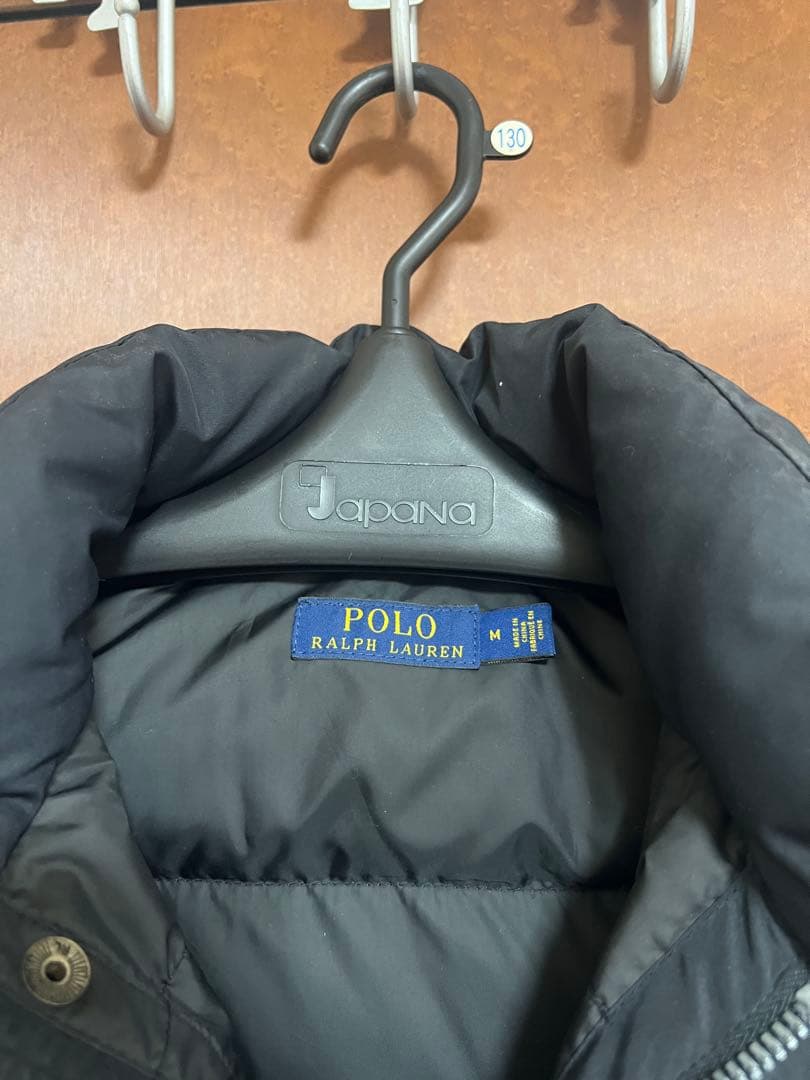 130
Japana
POLO
RALPH LAUREN
M
MADE IN
CHINA
FABRIQUÉ EN
CHINE